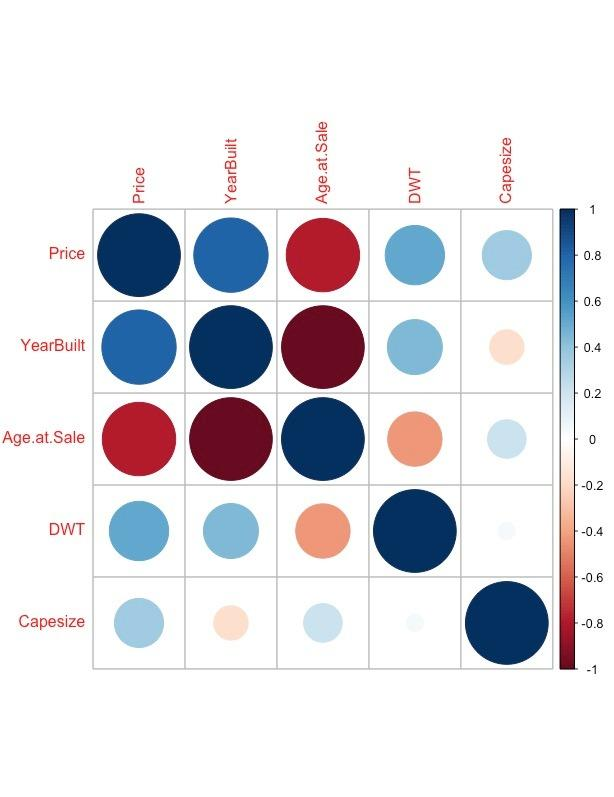 Price
YearBuilt
Age.at.Sale
DWT
Capesize
Price
YearBuilt
Age.at.Sale
DWT
Capesize
1
0.8
0.6
0.4
0.2
0
-0.2
-0.4
-0.6
-0.8
-1